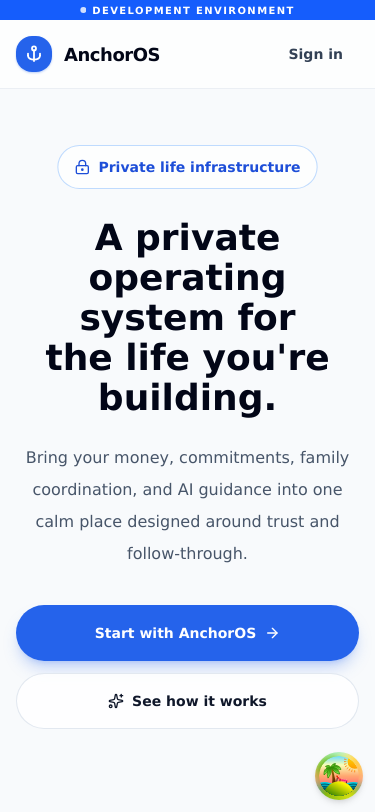 DEVELOPMENT ENVIRONMENT
AnchorOS
Sign in
Private life infrastructure
A private
operating
system for
the life you're
building.
Bring your money, commitments, family
coordination, and AI guidance into one
calm place designed around trust and
follow-through.
Start with AnchorOS
See how it works